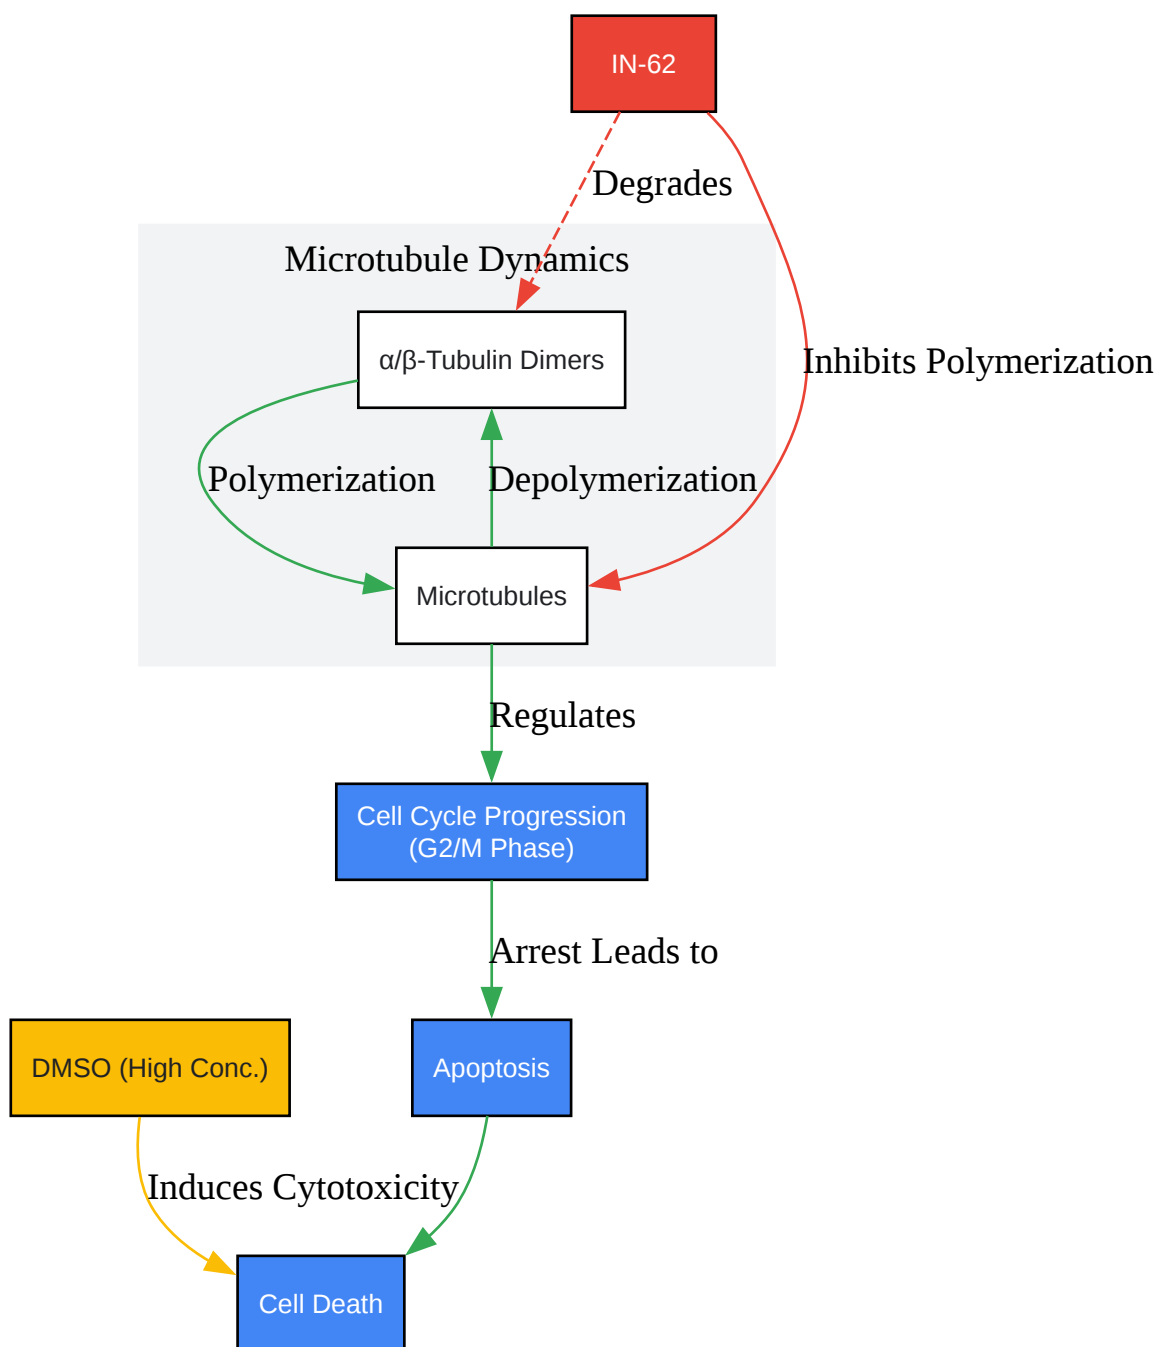 IN-62
Degrades
Microtubule Dynamics
α/β-Tubulin Dimers
Inhibits Polymerization
Polymerization
Depolymerization
Microtubules
Regulates
Cell Cycle Progression
(G2/M Phase)
Arrest Leads to
DMSO (High Conc.)
Apoptosis
Induces Cytotoxicity
Cell Death